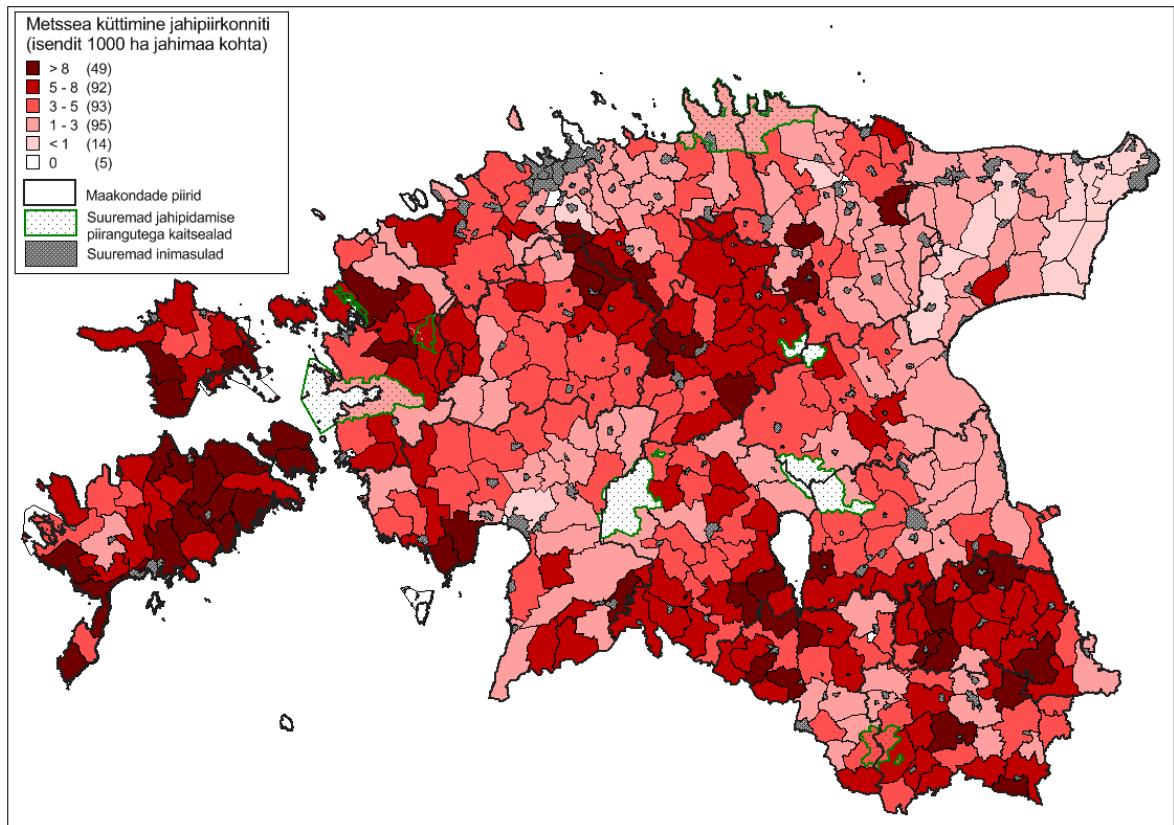 Metssea küttimine jahipiirkonniti
(isendit 1000 ha jahimaa kohta)
> 8 (49)
5 - 8 (92)
3 - 5 (93)
1 - 3 (95)
< 1 (14)
0 (5)
Maakondade piirid
Suuremad jahipidamise
piirangutega kaitsealad
Suuremad inimasulad